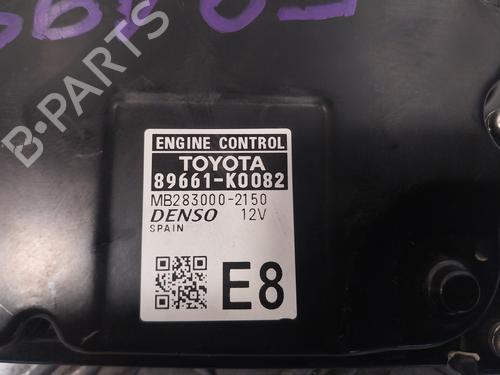 B-PARTS
ENGINE CONTROL
TOYOTA
89661-K0082
MB283000-2150
DENSO 12V
SPAIN
E8